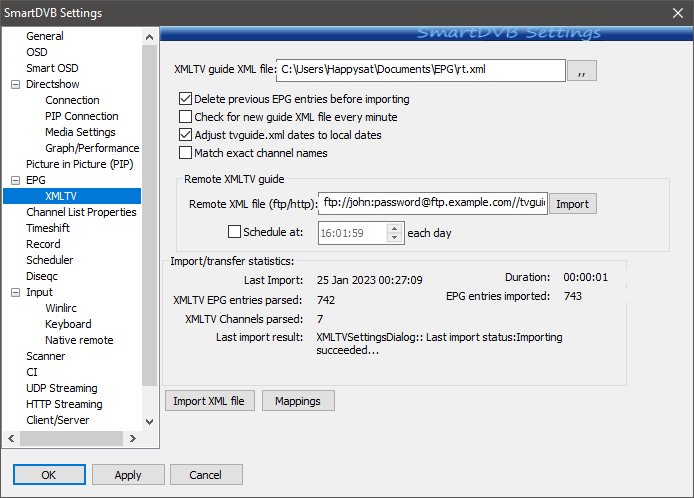 SmartDVB Settings
SmartDVB Settings
General
OSD
Smart OSD
Directshow
Connection
PIP Connection
Media Settings
Graph/Performance
Picture in Picture (PIP)
EPG
XMLTV
Channel List Properties
Timeshift
Record
Scheduler
Diseqc
Input
Winlirc
Keyboard
Native remote
Scanner
CI
UDP Streaming
HTTP Streaming
Client/Server
XMLTV guide XML file: C:\Users\Happysat\Documents\EPG\rt.xml ,,
Delete previous EPG entries before importing
Check for new guide XML file every minute
Adjust tvguide.xml dates to local dates
Match exact channel names
Remote XMLTV guide
Remote XML file (ftp/http): ftp://john:password@ftp.example.com//tvgui Import
Schedule at: 16:01:59 each day
Import/transfer statistics:
Last Import: 25 Jan 2023 00:27:09 Duration: 00:00:01
XMLTV EPG entries parsed: 742 EPG entries imported: 743
XMLTV Channels parsed: 7
Last import result: XMLTVSettingsDialog:: Last import status:Importing
succeeded...
Import XML file Mappings
OK Apply Cancel